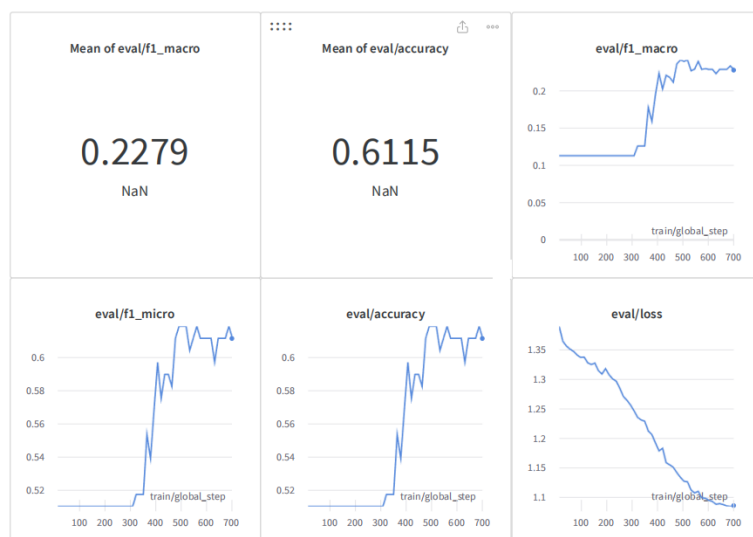 Mean of eval/f1_macro
0.2279
NaN
Mean of eval/accuracy
0.6115
NaN
eval/f1_macro
0.2
0.15
0.1
0.05
0
train/global_step
100 200 300 400 500 600 700
eval/f1_micro
0.6
0.58
0.56
0.54
0.52
train/global_step
100 200 300 400 500 600 700
eval/accuracy
0.6
0.58
0.56
0.54
0.52
train/global_step
100 200 300 400 500 600 700
eval/loss
1.35
1.3
1.25
1.2
1.15
1.1
train/global_step
100 200 300 400 500 600 700